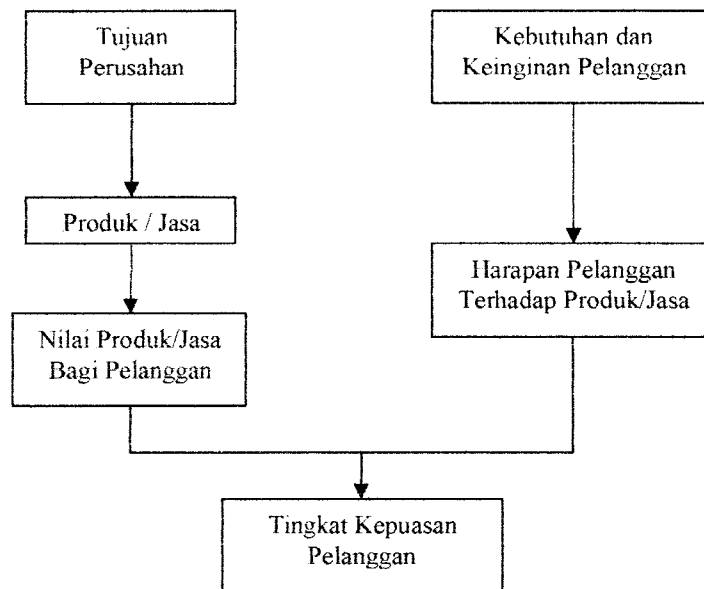 Tujuan
Perusahan
Kebutuhan dan
Keinginan Pelanggan
Produk / Jasa
Harapan Pelanggan
Terhadap Produk/Jasa
Nilai Produk/Jasa
Bagi Pelanggan
Tingkat Kepuasan
Pelanggan